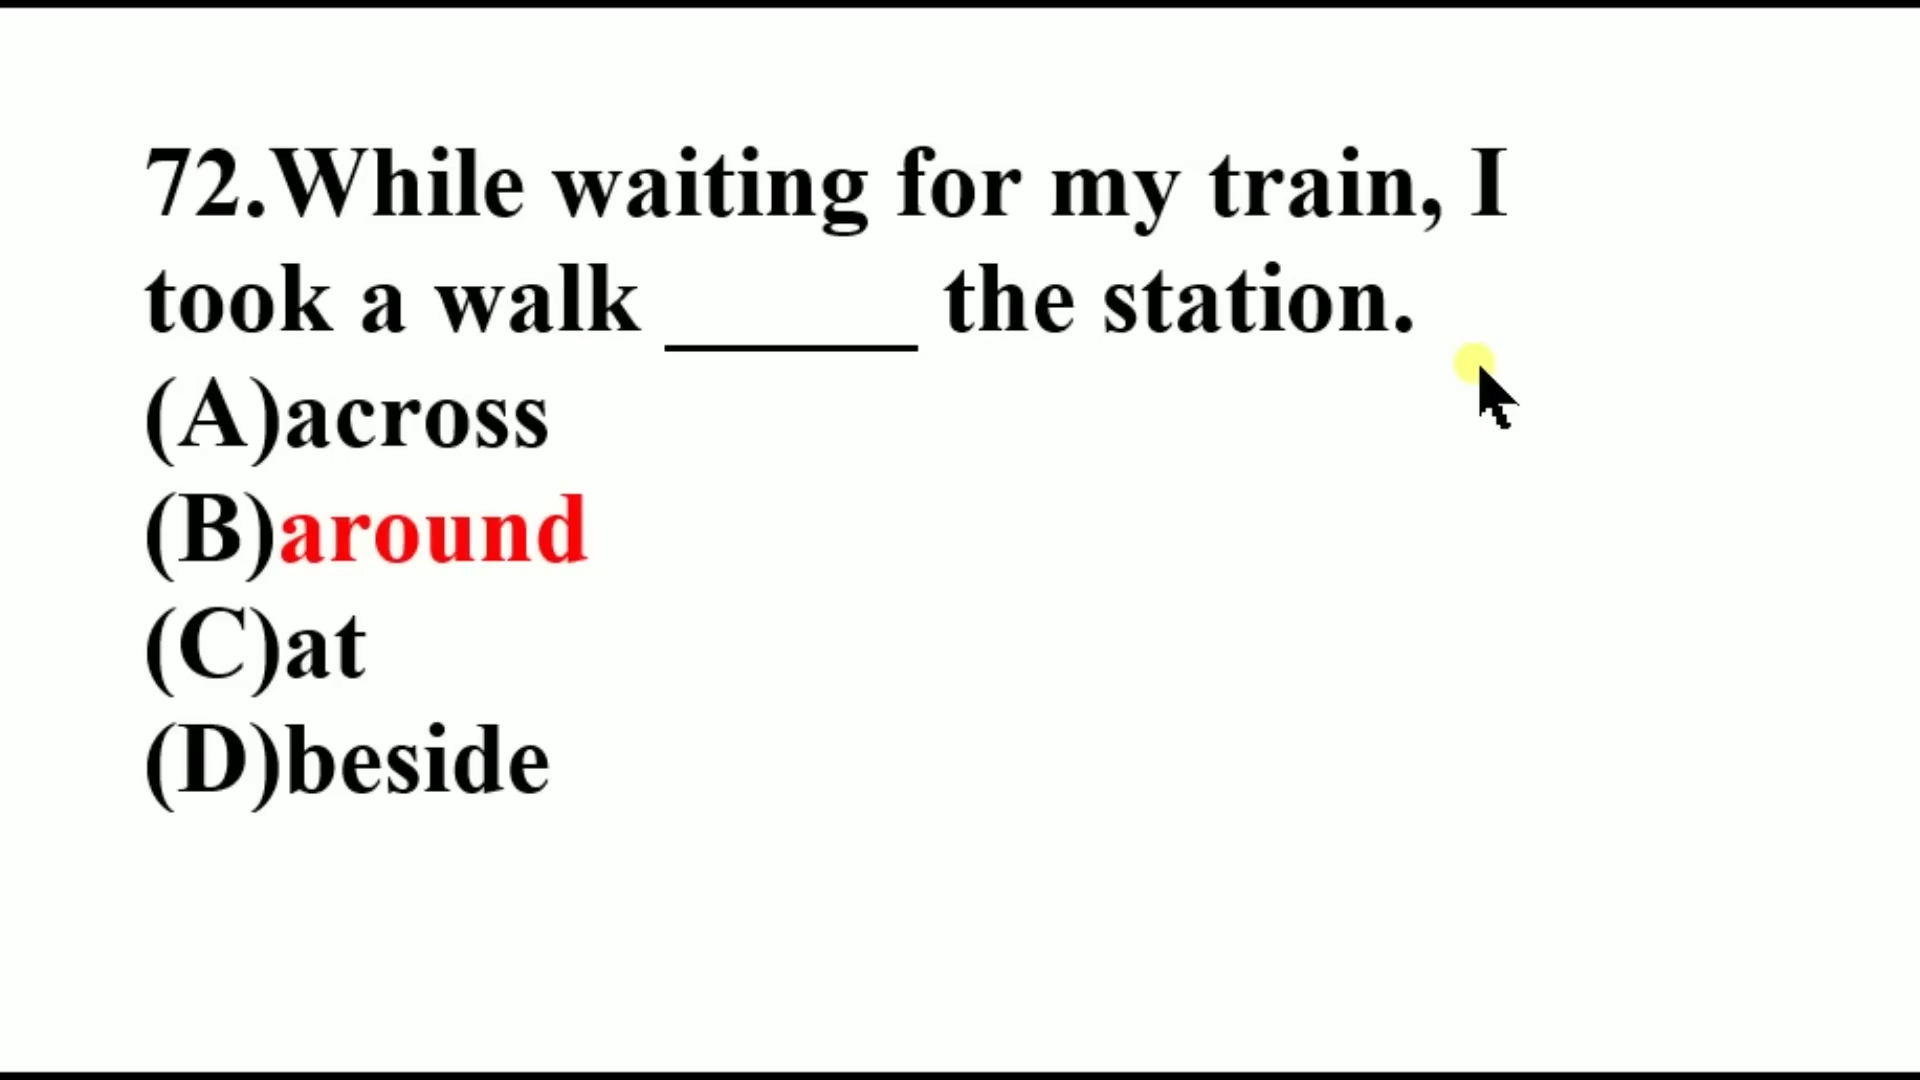 72.While waiting for my train, I
took a walk ______ the station.
(A)across
(B)around
(C)at
(D)beside